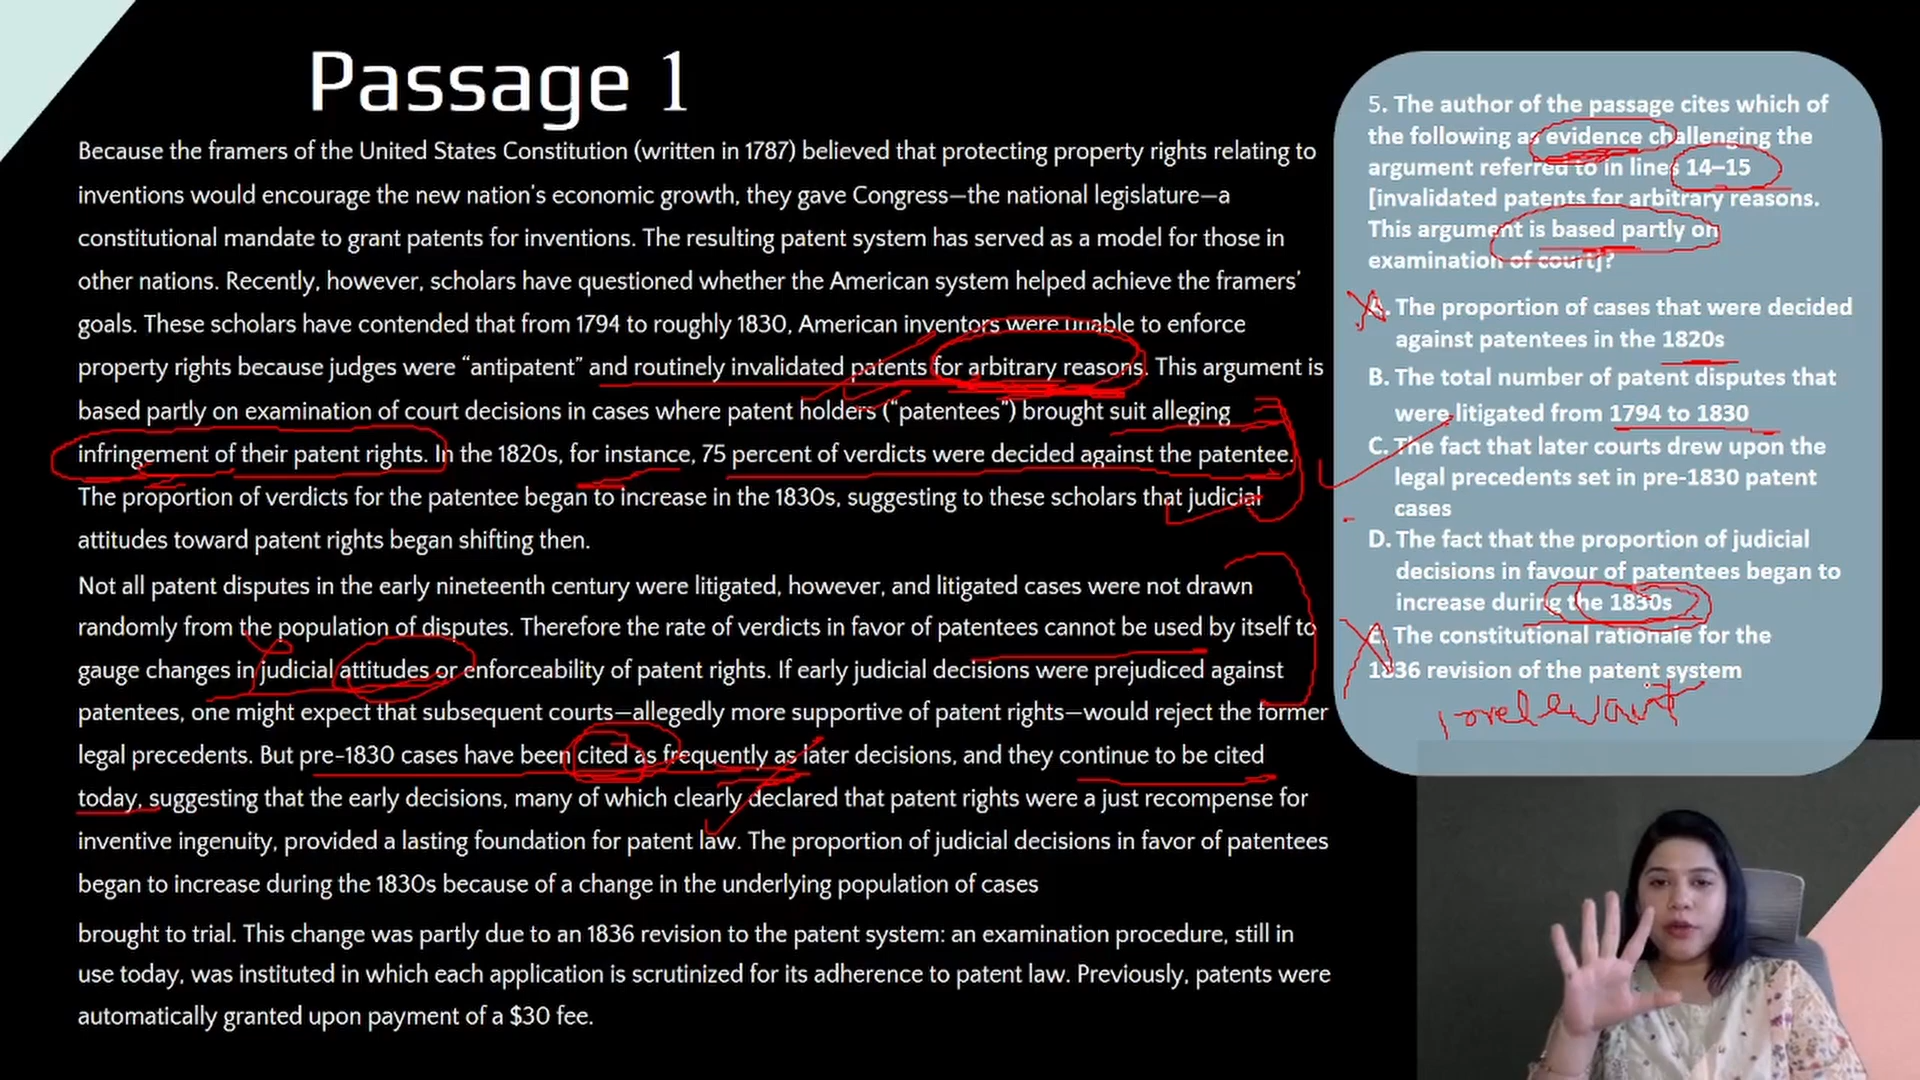 Passage 1
Because the framers of the United States Constitution (written in 1787) believed that protecting property rights relating to
inventions would encourage the new nation's economic growth, they gave Congress—the national legislature—a
constitutional mandate to grant patents for inventions. The resulting patent system has served as a model for those in
other nations. Recently, however, scholars have questioned whether the American system helped achieve the framers'
goals. These scholars have contended that from 1794 to roughly 1830, American inventors were unable to enforce
property rights because judges were “antipatent” and routinely invalidated patents for arbitrary reasons. This argument is
based partly on examination of court decisions in cases where patent holders (“patentees”) brought suit alleging
infringement of their patent rights. In the 1820s, for instance, 75 percent of verdicts were decided against the patentee.
The proportion of verdicts for the patentee began to increase in the 1830s, suggesting to these scholars that judicial
attitudes toward patent rights began shifting then.
Not all patent disputes in the early nineteenth century were litigated, however, and litigated cases were not drawn
randomly from the population of disputes. Therefore the rate of verdicts in favor of patentees cannot be used by itself to
gauge changes in judicial attitudes or enforceability of patent rights. If early judicial decisions were prejudiced against
patentees, one might expect that subsequent courts—allegedly more supportive of patent rights—would reject the former
legal precedents. But pre-1830 cases have been cited as frequently as later decisions, and they continue to be cited
today, suggesting that the early decisions, many of which clearly declared that patent rights were a just recompense for
inventive ingenuity, provided a lasting foundation for patent law. The proportion of judicial decisions in favor of patentees
began to increase during the 1830s because of a change in the underlying population of cases
brought to trial. This change was partly due to an 1836 revision to the patent system: an examination procedure, still in
use today, was instituted in which each application is scrutinized for its adherence to patent law. Previously, patents were
automatically granted upon payment of a $30 fee.
5. The author of the passage cites which of
the following as evidence challenging the
argument referred to in lines 14–15
[invalidated patents for arbitrary reasons.
This argument is based partly on
examination of court]?
A. The proportion of cases that were decided
against patentees in the 1820s
B. The total number of patent disputes that
were litigated from 1794 to 1830
C. The fact that later courts drew upon the
legal precedents set in pre-1830 patent
cases
D. The fact that the proportion of judicial
decisions in favour of patentees began to
increase during the 1830s
E. The constitutional rationale for the
1836 revision of the patent system
irrelevant